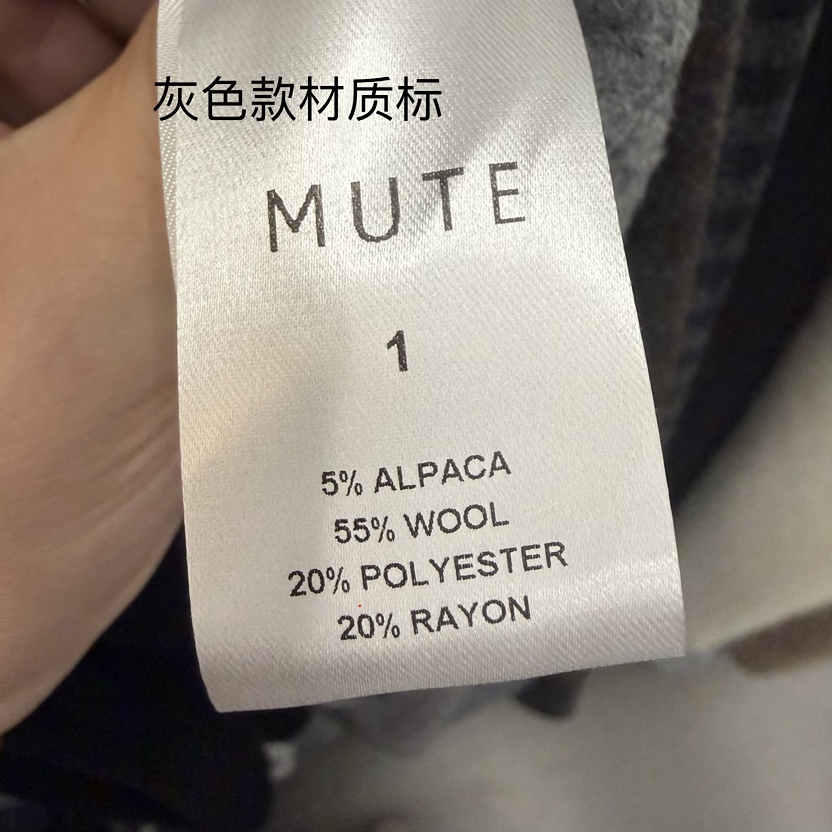 灰色款材质标
MUTE
1
5% ALPACA
55% WOOL
20% POLYESTER
20% RAYON